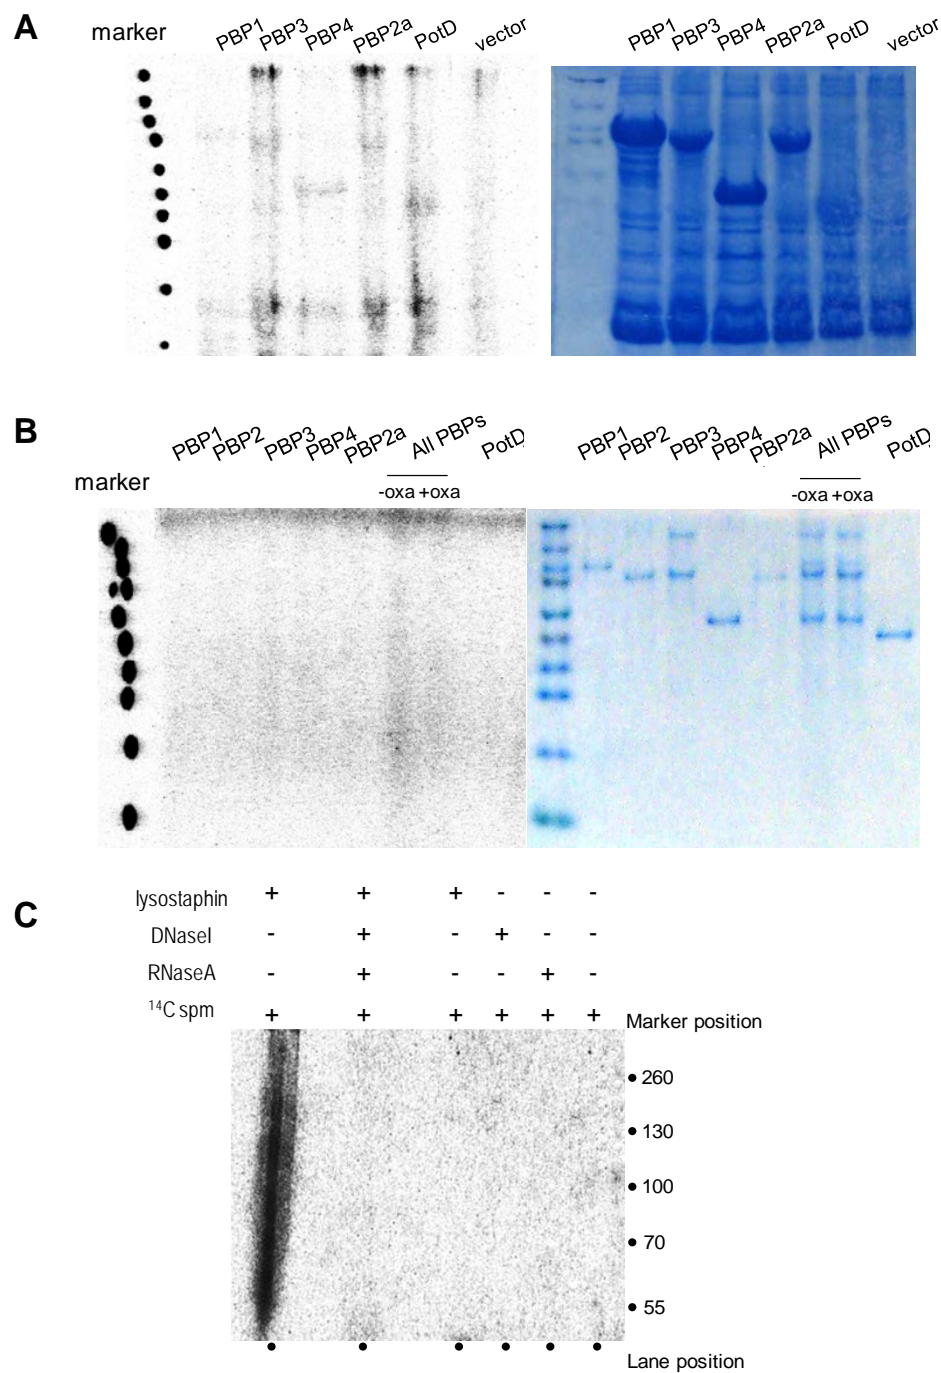 A
marker PBP1 PBP3 PBP4 PBP2a PotD vector PBP1 PBP3 PBP4 PBP2a PotD vector
B
marker PBP1 PBP2 PBP3 PBP4 PBP2a All PBPs PotD PBP1 PBP2 PBP3 PBP4 PBP2a All PBPs PotD
-oxa +oxa -oxa +oxa
C
lysostaphin + + + - - -
DNaseI - + - + - -
RNaseA - + - - + -
14C spm + + + + + +
Marker position
260
130
100
70
55
Lane position